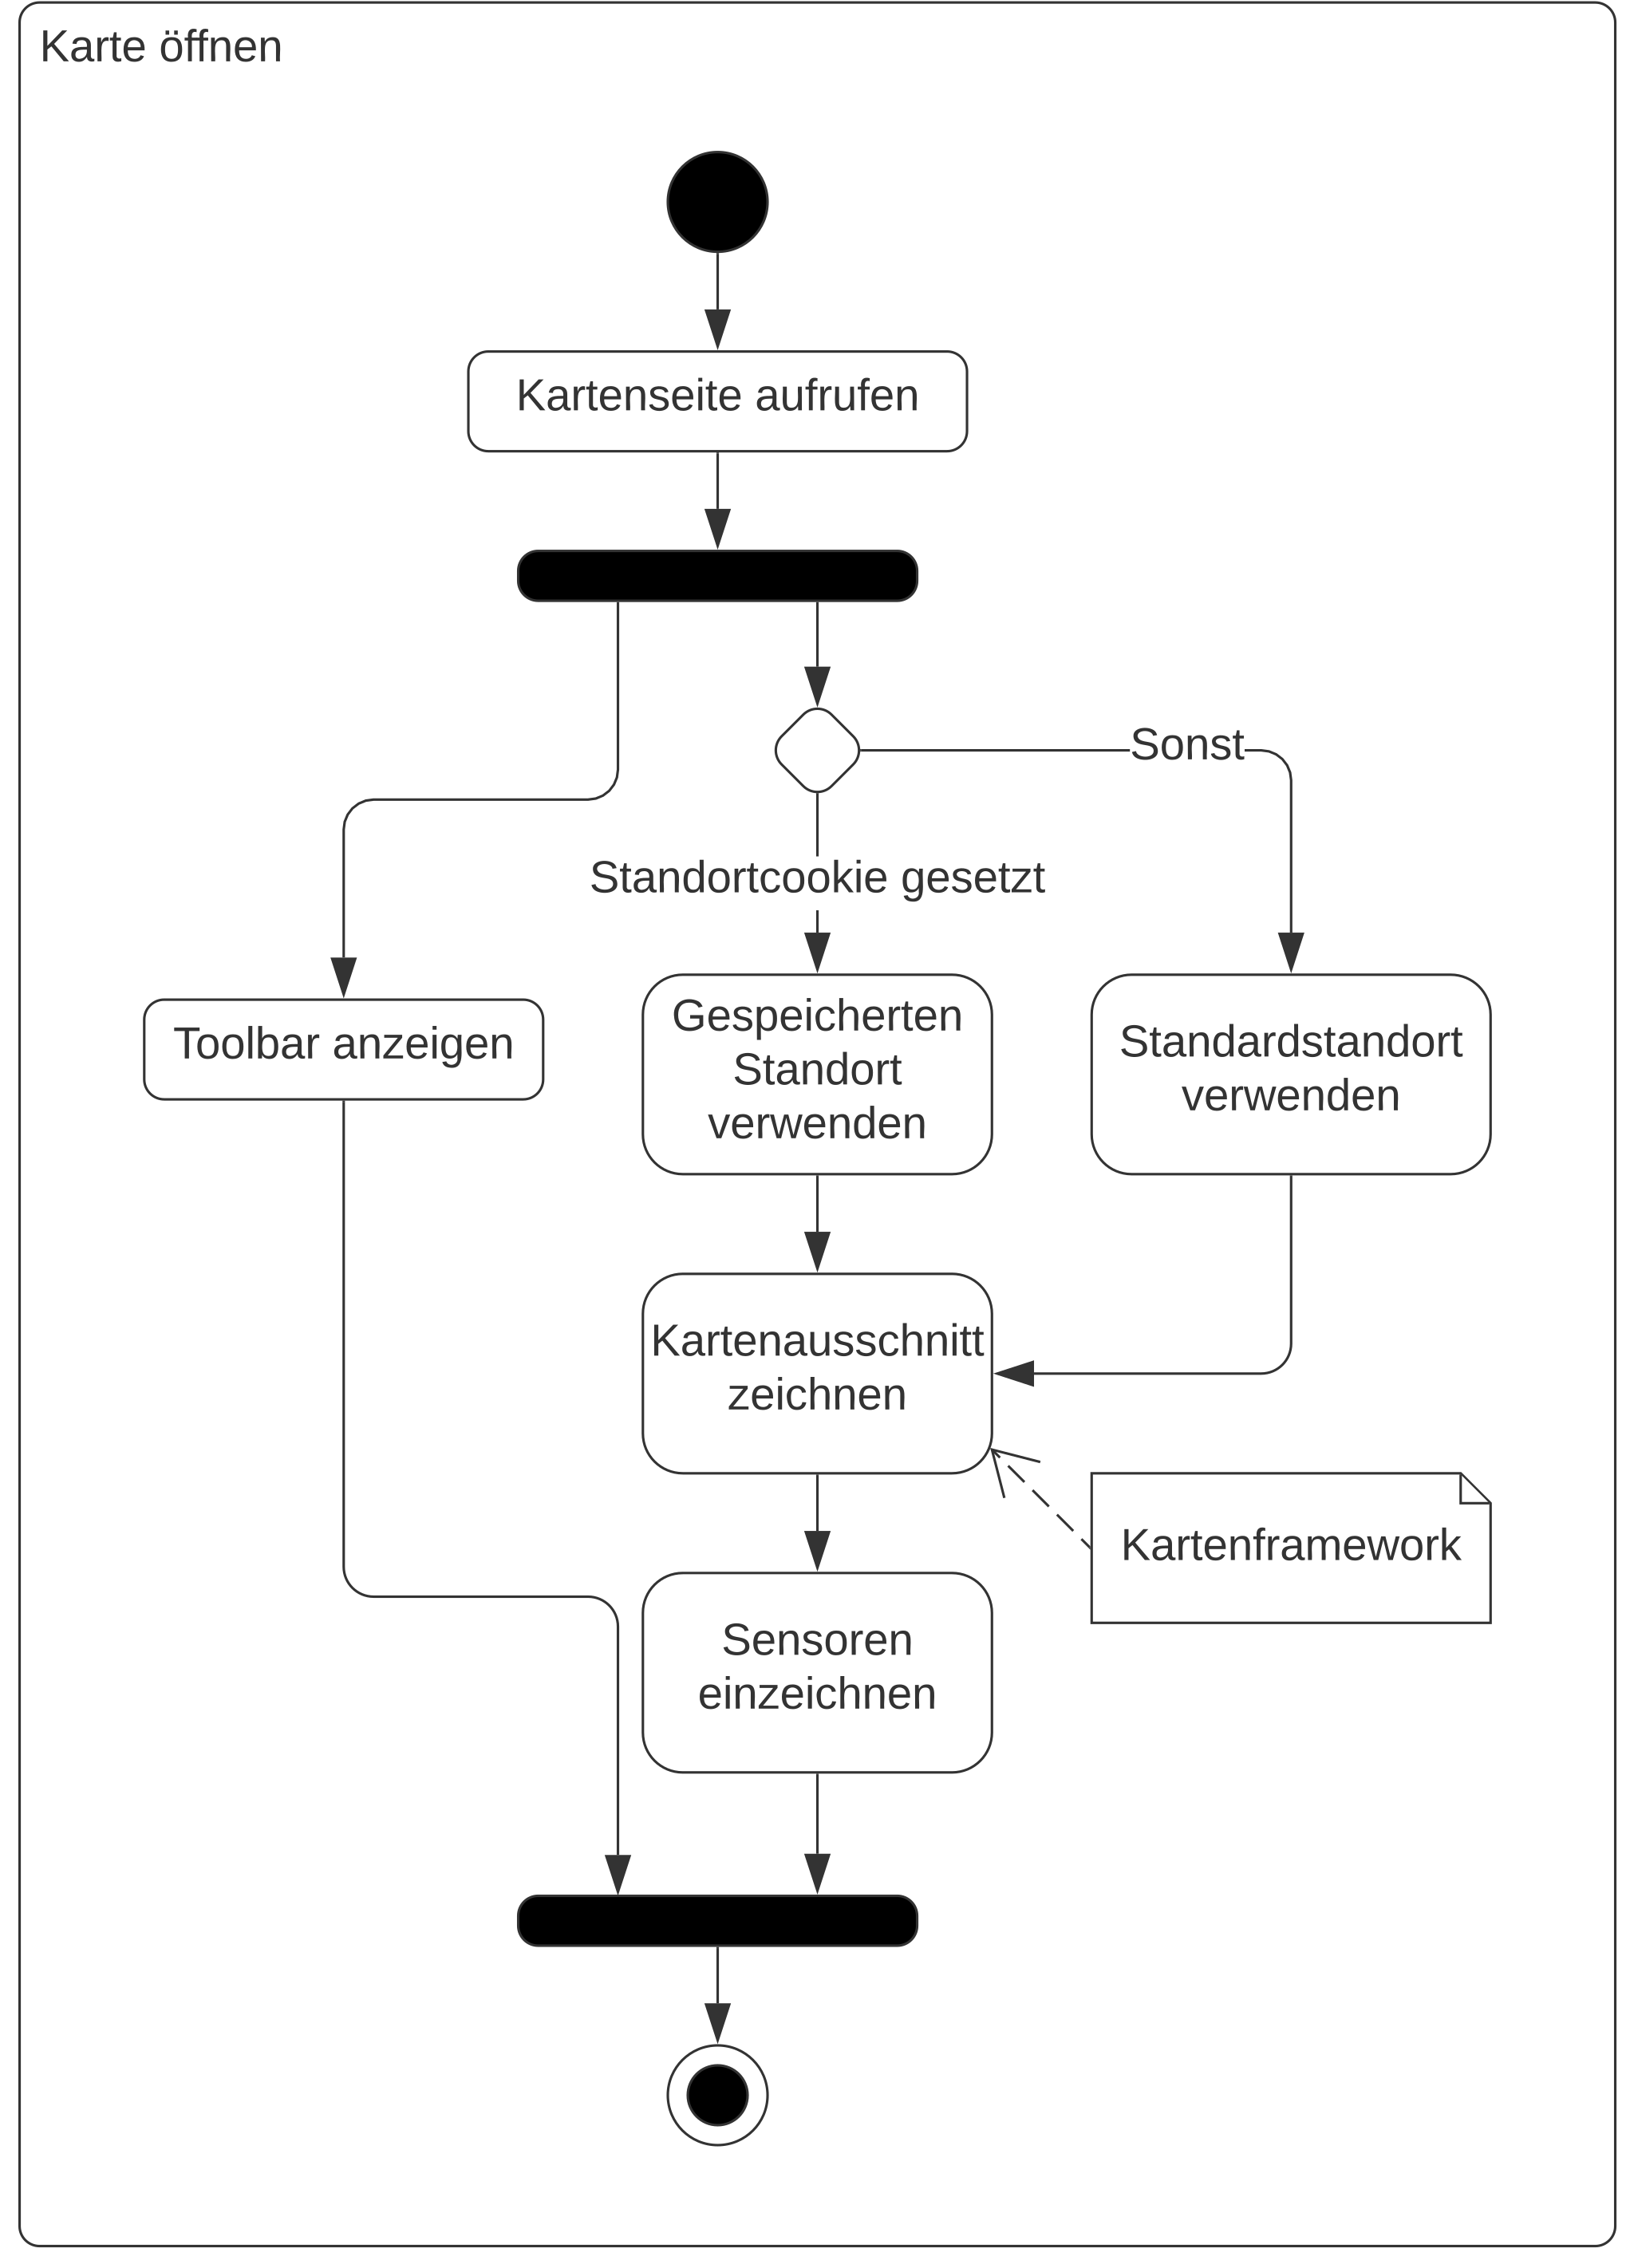 Karte öffnen
Kartenseite aufrufen
Sonst
Standortcookie gesetzt
Toolbar anzeigen
Gespeicherten
Standort
verwenden
Standardstandort
verwenden
Kartenausschnitt
zeichnen
Kartenframework
Sensoren
einzeichnen